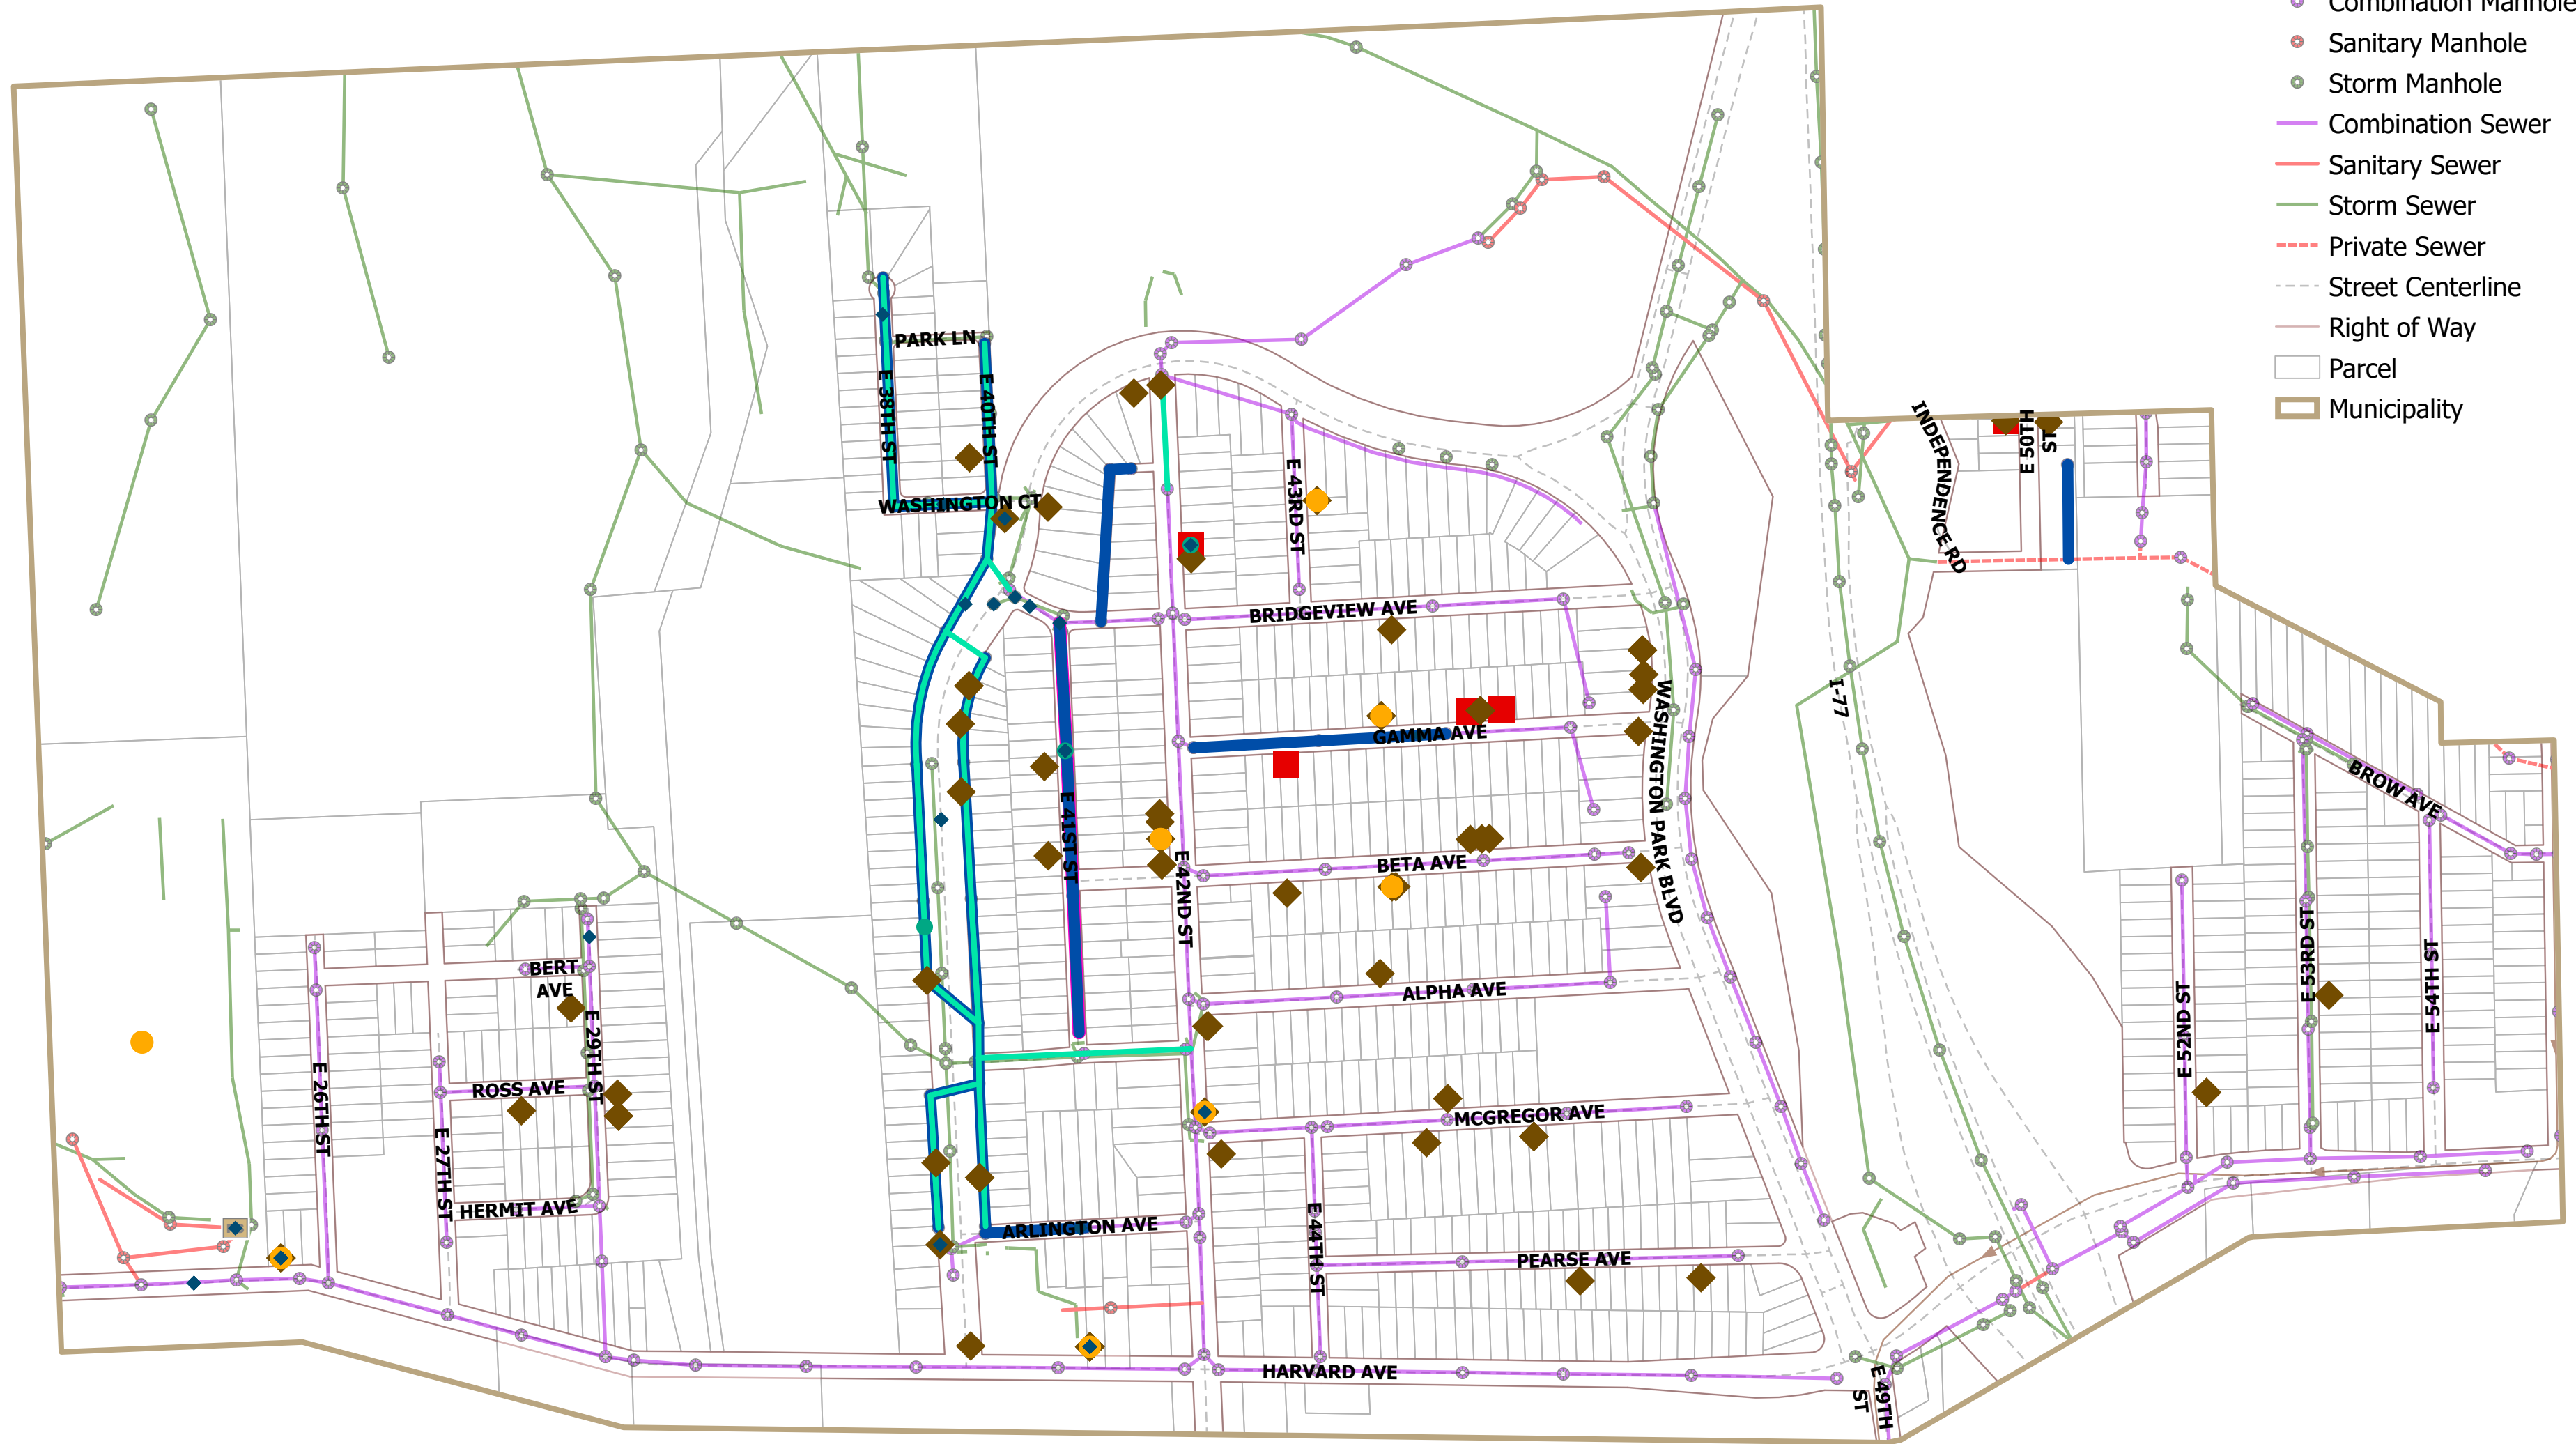 Combination Manhole
Sanitary Manhole
Storm Manhole
Combination Sewer
Sanitary Sewer
Storm Sewer
Private Sewer
Street Centerline
Right of Way
Parcel
Municipality
PARK LN
E 38TH ST
E 40TH ST
WASHINGTON CT
E 43RD ST
INDEPENDENCE RD
E 50TH
ST
BRIDGEVIEW AVE
WASHINGTON PARK BLVD
I-77
GAMMA AVE
E 41ST ST
E 42ND ST
BETA AVE
BROW AVE
ALPHA AVE
BERT
AVE
E 29TH ST
E 26TH ST
ROSS AVE
E 27TH ST
HERMIT AVE
E 52ND ST
E 53RD ST
E 54TH ST
MCGREGOR AVE
ARLINGTON AVE
E 44TH ST
PEARSE AVE
HARVARD AVE
E 49TH
ST